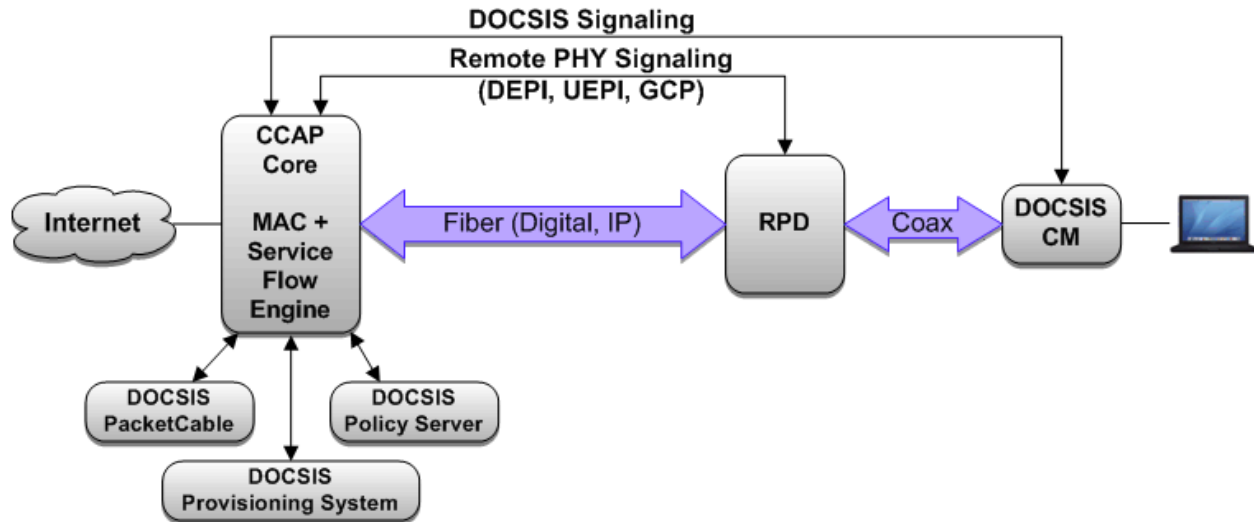 DOCSIS Signaling
Remote PHY Signaling
(DEPI, UEPI, GCP)
Internet
CCAP
Core
MAC +
Service
Flow
Engine
Fiber (Digital, IP)
RPD
Coax
DOCSIS
CM
DOCSIS
PacketCable
DOCSIS
Policy Server
DOCSIS
Provisioning System